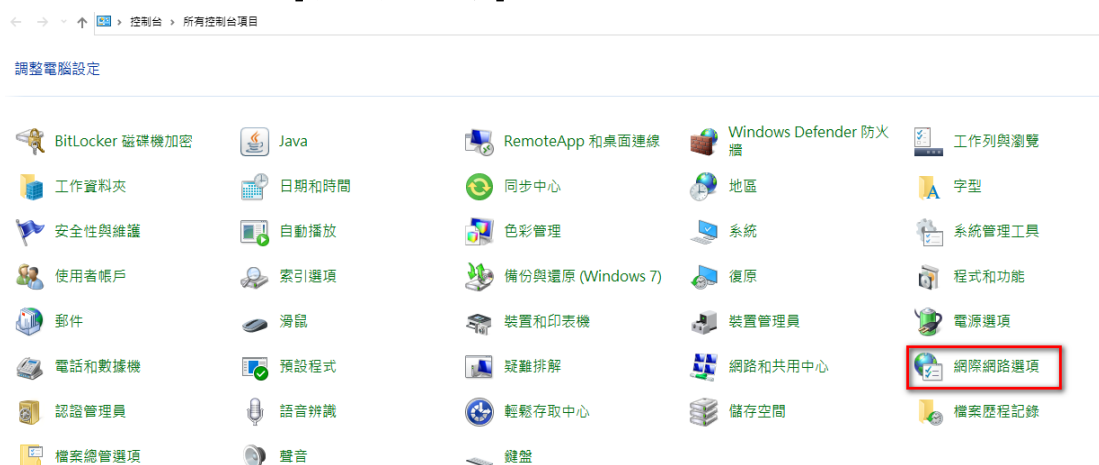 控制台 › 所有控制台項目
調整電腦設定
BitLocker 磁碟機加密
Java
RemoteApp 和桌面連線
Windows Defender 防火
牆
工作列與瀏覽
工作資料夾
日期和時間
同步中心
地區
字型
安全性與維護
自動播放
色彩管理
系統
系統管理工具
使用者帳戶
索引選項
備份與還原 (Windows 7)
復原
程式和功能
郵件
滑鼠
裝置和印表機
裝置管理員
電源選項
電話和數據機
預設程式
疑難排解
網路和共用中心
網際網路選項
認證管理員
語音辨識
輕鬆存取中心
儲存空間
檔案歷程記錄
檔案總管選項
聲音
鍵盤